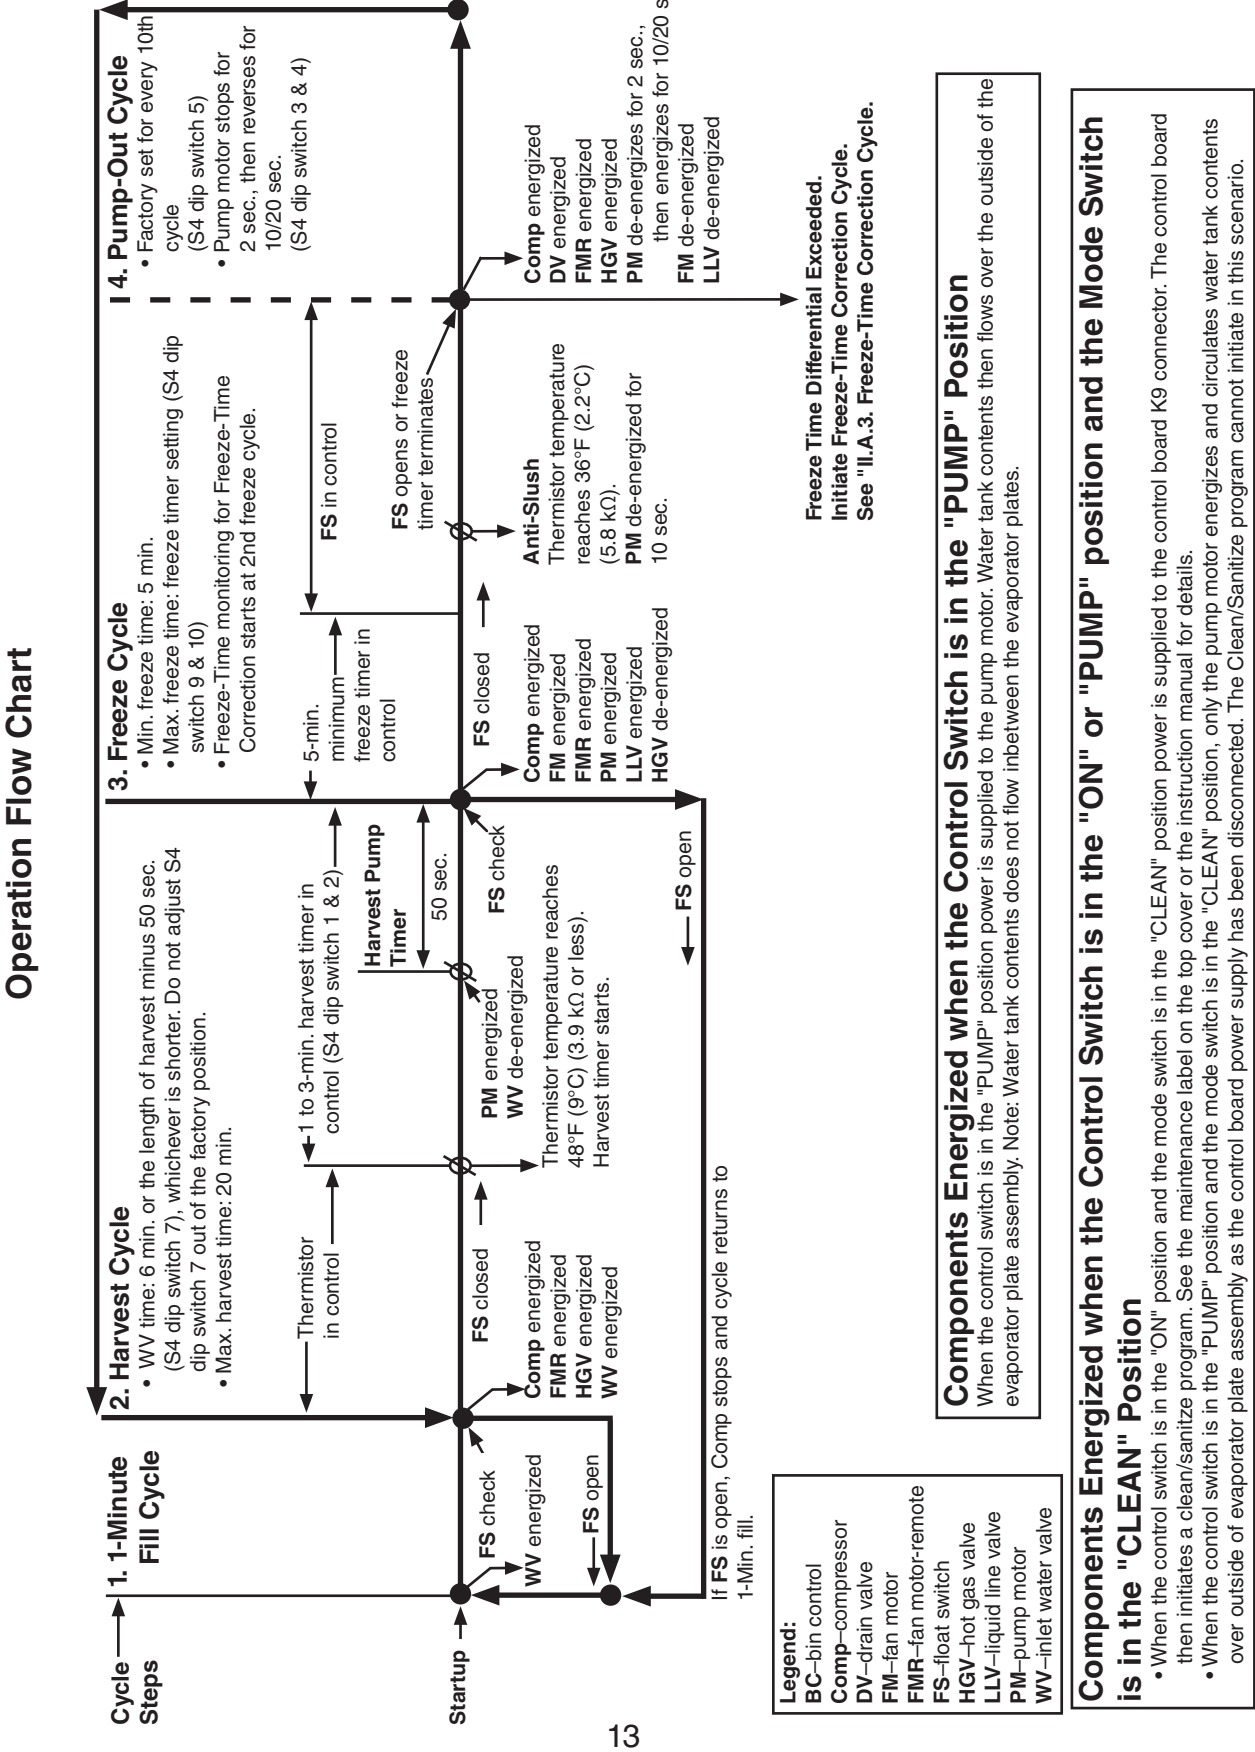 Operation Flow Chart
Cycle
Steps
1. 1-Minute
Fill Cycle
2. Harvest Cycle
• WV time: 6 min. or the length of harvest minus 50 sec.
(S4 dip switch 7), whichever is shorter. Do not adjust S4
dip switch 7 out of the factory position.
• Max. harvest time: 20 min.
3. Freeze Cycle
• Min. freeze time: 5 min.
• Max. freeze time: freeze timer setting (S4 dip
switch 9 & 10)
• Freeze-Time monitoring for Freeze-Time
Correction starts at 2nd freeze cycle.
4. Pump-Out Cycle
• Factory set for every 10th
cycle
(S4 dip switch 5)
• Pump motor stops for
2 sec., then reverses for
10/20 sec.
(S4 dip switch 3 & 4)
Thermistor
in control
1 to 3-min. harvest timer in
control (S4 dip switch 1 & 2)
Harvest Pump
Timer
50 sec.
5-min.
minimum
freeze timer in
control
FS in control
FS opens or freeze
timer terminates
Startup
FS check
WV energized
FS open
FS check
Comp energized
FMR energized
HGV energized
WV energized
FS closed
Thermistor temperature reaches
48°F (9°C) (3.9 kΩ or less).
Harvest timer starts.
PM energized
WV de-energized
FS check
Comp energized
FM energized
FMR energized
PM energized
LLV energized
HGV de-energized
FS closed
Anti-Slush
Thermistor temperature
reaches 36°F (2.2°C)
(5.8 kΩ).
PM de-energized for
10 sec.
Comp energized
DV energized
FMR energized
HGV energized
PM de-energizes for 2 sec.,
then energizes for 10/20 s
FM de-energized
LLV de-energized
FS open
If FS is open, Comp stops and cycle returns to
1-Min. fill.
Freeze Time Differential Exceeded.
Initiate Freeze-Time Correction Cycle.
See "II.A.3. Freeze-Time Correction Cycle.
Legend:
BC–bin control
Comp–compressor
DV–drain valve
FM–fan motor
FMR–fan motor-remote
FS–float switch
HGV–hot gas valve
LLV–liquid line valve
PM–pump motor
WV–inlet water valve
Components Energized when the Control Switch is in the "PUMP" Position
When the control switch is in the "PUMP" position power is supplied to the pump motor. Water tank contents then flows over the outside of the
evaporator plate assembly. Note: Water tank contents does not flow inbetween the evaporator plates.
Components Energized when the Control Switch is in the "ON" or "PUMP" position and the Mode Switch
is in the "CLEAN" Position
• When the control switch is in the "ON" position and the mode switch is in the "CLEAN" position power is supplied to the control board K9 connector. The control board
then initiates a clean/sanitze program. See the maintenance label on the top cover or the instruction manual for details.
• When the control switch is in the "PUMP" position and the mode switch is in the "CLEAN" position, only the pump motor energizes and circulates water tank contents
over outside of evaporator plate assembly as the control board power supply has been disconnected. The Clean/Sanitize program cannot initiate in this scenario.
13